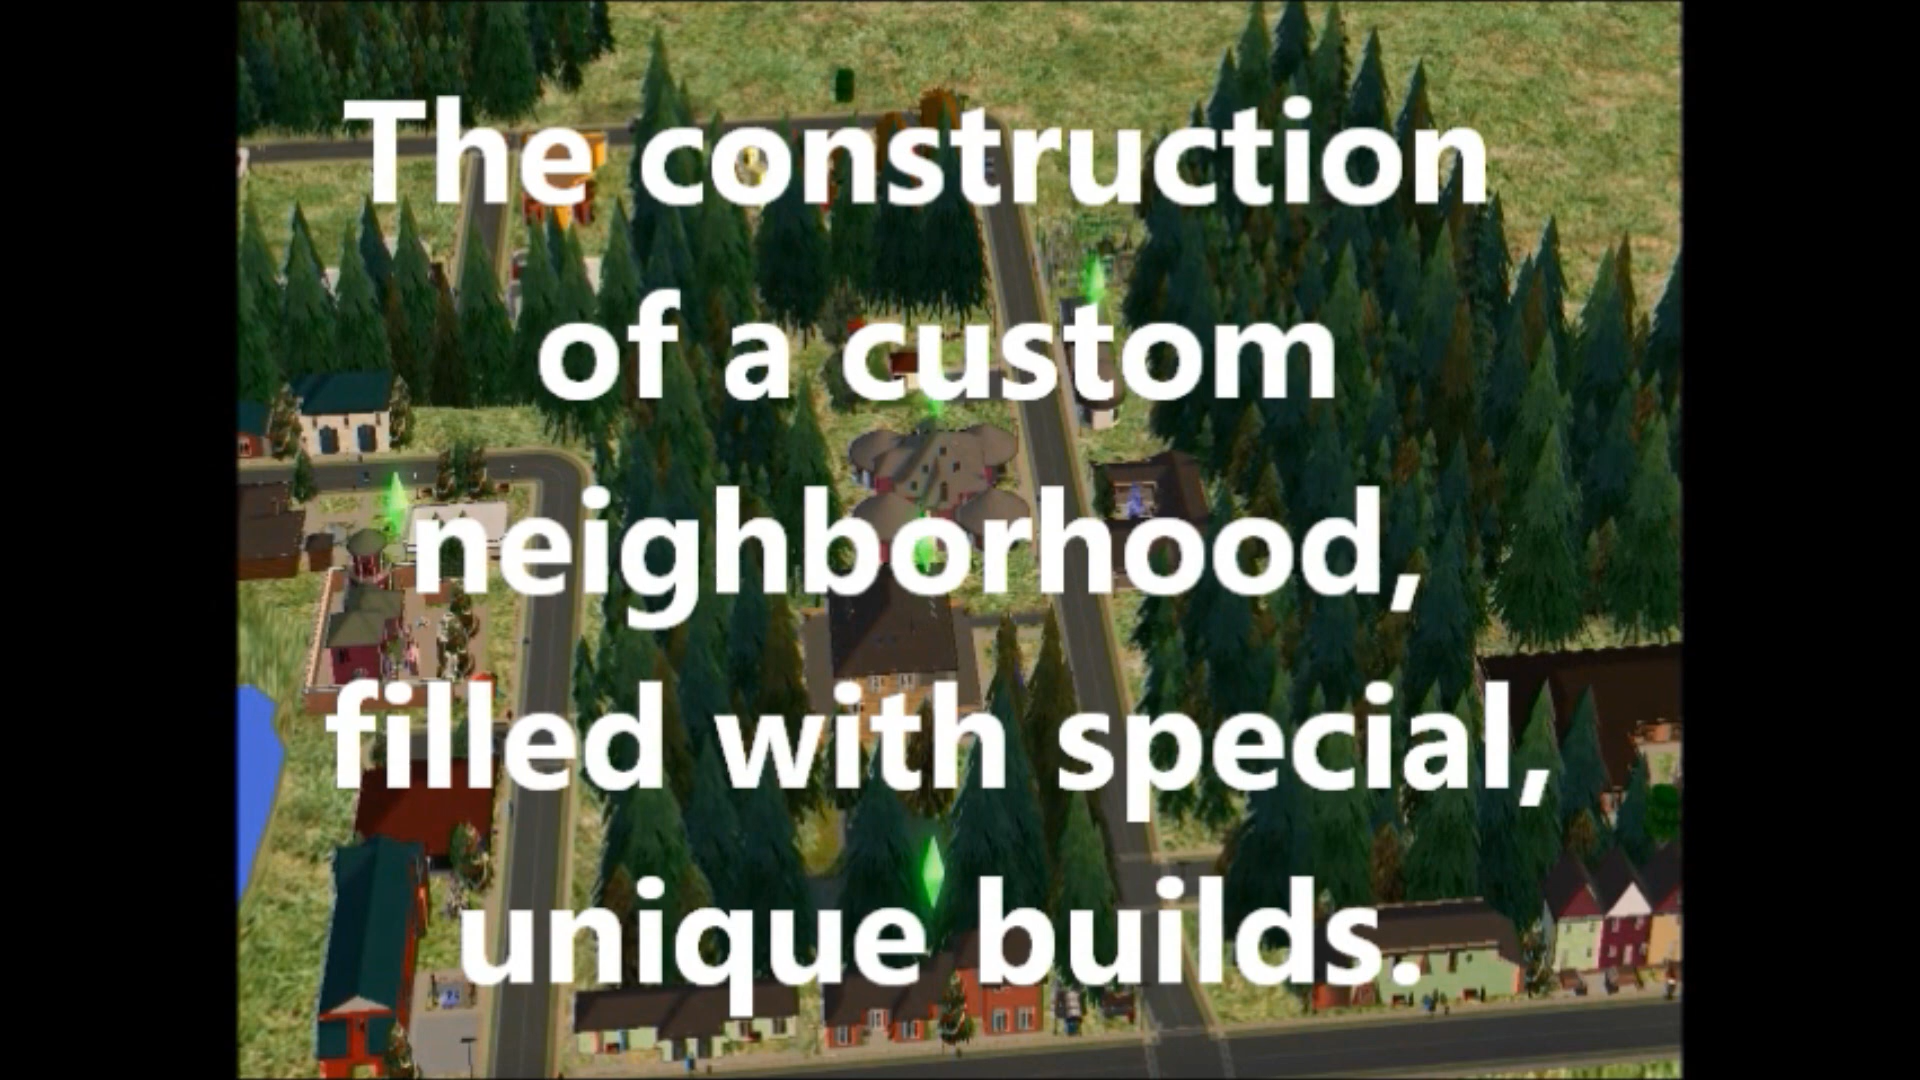 The construction
of a custom
neighborhood,
filled with special,
unique builds.